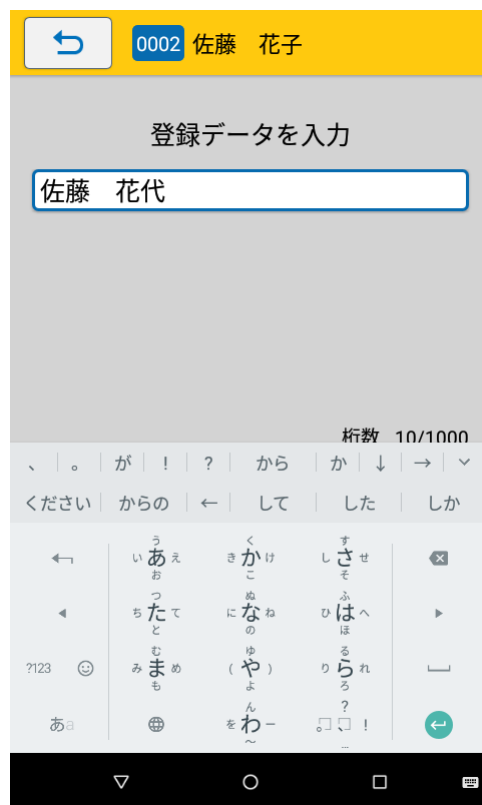 0002 佐藤　花子
登録データを入力
佐藤　花代
桁数 10/1000
、 。 が ! ? から か ↓ →
ください からの ← して した しか
う く す
い あ え き か け し さ せ
お こ そ
つ ぬ ふ
ち た て に な ね ひ は へ
と の ほ
む ゆ る
?123 み ま め ( や ) り ら れ
も よ ろ
ん ?
あa を わ ー 。 、 !
〜